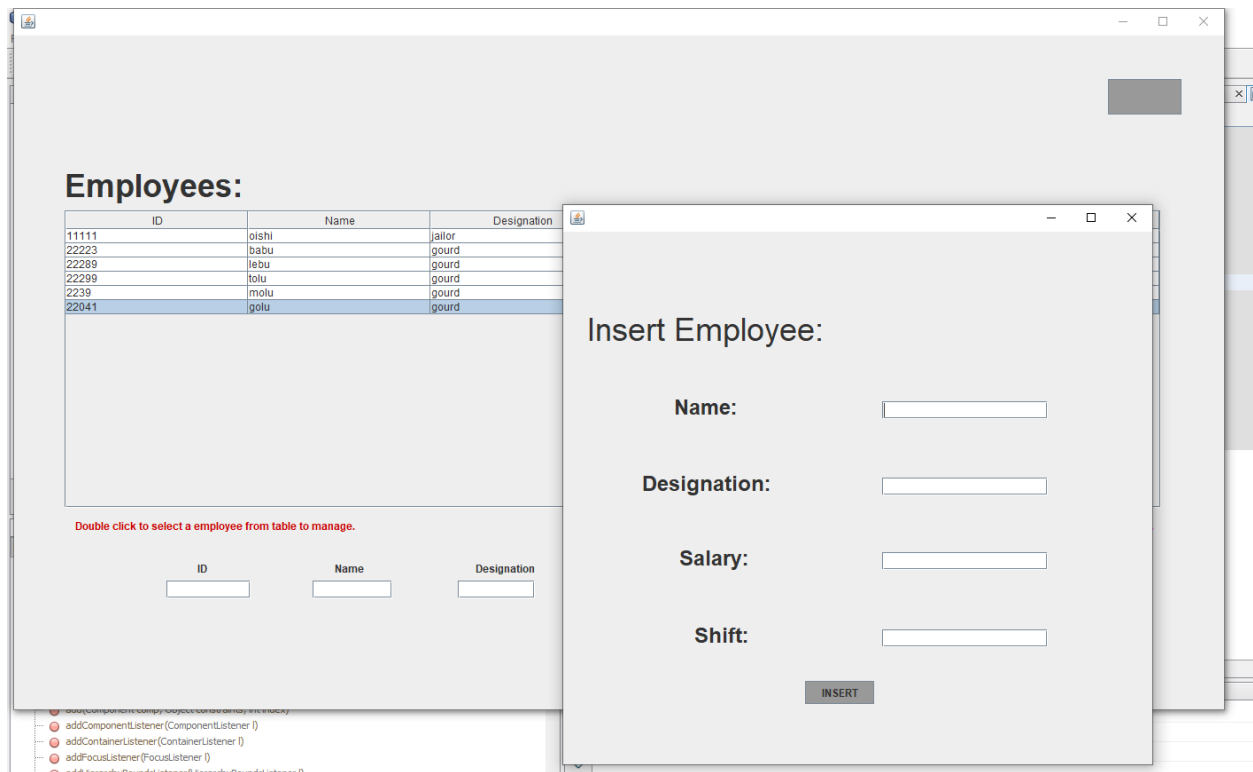 Employees:
ID Name Designation
11111 oishi jailor
22223 babu gourd
22289 lebu gourd
22299 tolu gourd
2239 molu gourd
22041 golu gourd
Double click to select a employee from table to manage.
ID Name Designation
Insert Employee:
Name:
Designation:
Salary:
Shift:
INSERT
addComponentListener(ComponentListener l)
addContainerListener(ContainerListener l)
addFocusListener(FocusListener l)